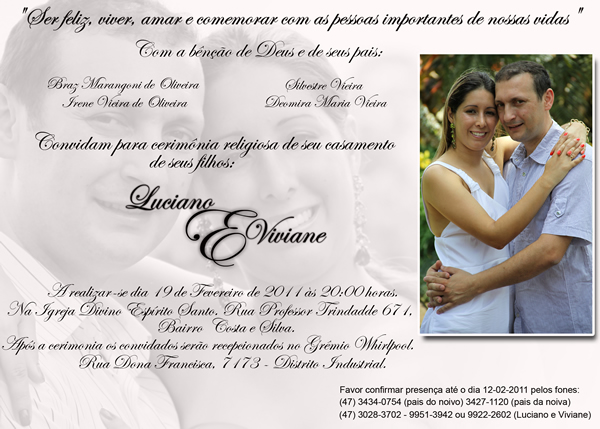 "Ser feliz, viver, amar e comemorar com as pessoas importantes de nossas vidas "
Com a bênção de Deus e de seus pais:
Braz Marangoni de Oliveira
Irene Vieira de Oliveira
Silvestre Vieira
Deomira Maria Vieira
Convidam para cerimónia religiosa de seu casamento
de seus filhos:
Luciano
E Viviane
A realizar-se dia 19 de Fevereiro de 2011 às 20:00 horas.
Na Igreja Divino Espírito Santo, Rua Professor Trindadde 671,
Bairro Costa e Silva.
Após a cerimonia os convidados serão recepcionados no Grêmio Whirlpool.
Rua Dona Francisca, 7173 - Distrito Industrial.
Favor confirmar presença até o dia 12-02-2011 pelos fones:
(47) 3434-0754 (pais do noivo) 3427-1120 (pais da noiva)
(47) 3028-3702 - 9951-3942 ou 9922-2602 (Luciano e Viviane)